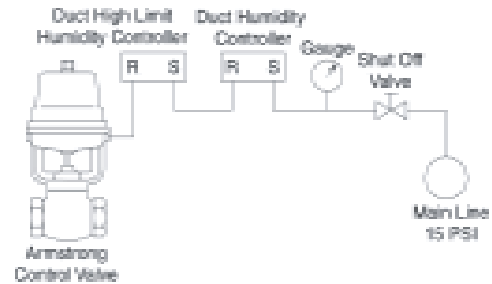 Duct High Limit
Humidity Controller
Duct Humidity
Controller
Gauge
Shut Off
Valve
R S
R S
Main Line
15 PSI
Armstrong
Control Valve